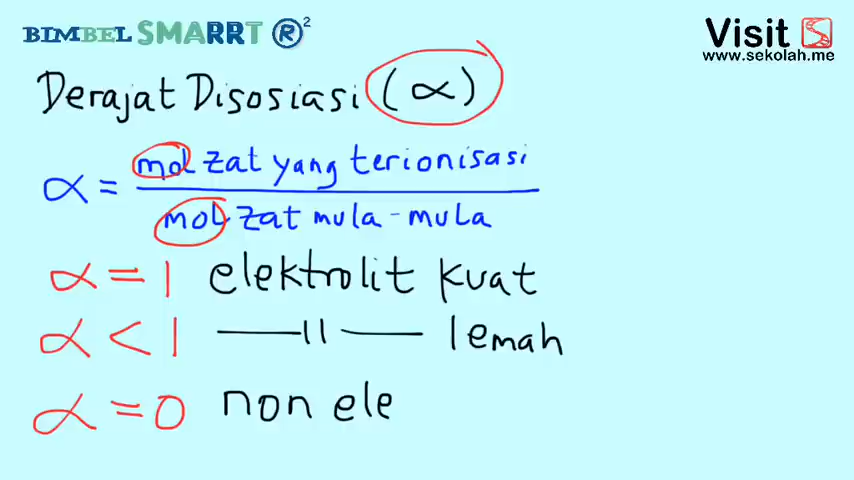 BIMBEL SMARRT ®²
Visit S
www.sekolah.me
Derajat Disosiasi (α)
α = mol zat yang terionisasi
mol zat mula-mula
α = 1 elektrolit kuat
α < 1 —— 11 —— lemah
α = 0 non ele